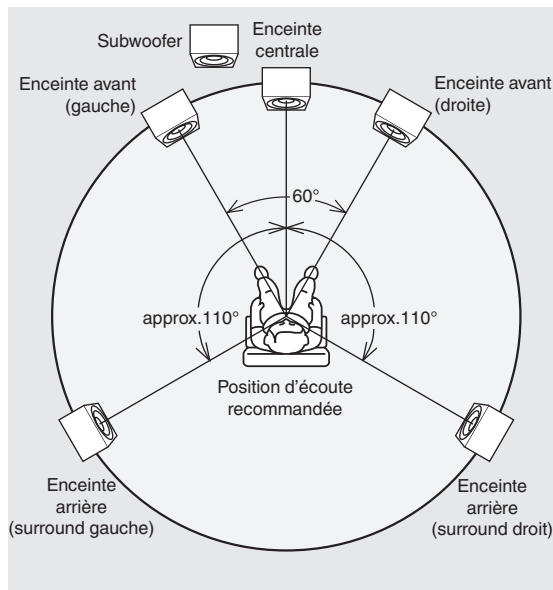 Subwoofer
Enceinte
centrale
Enceinte avant
(gauche)
Enceinte avant
(droite)
60°
approx.110°
approx.110°
Position d'écoute
recommandée
Enceinte
arrière
(surround gauche)
Enceinte
arrière
(surround droit)